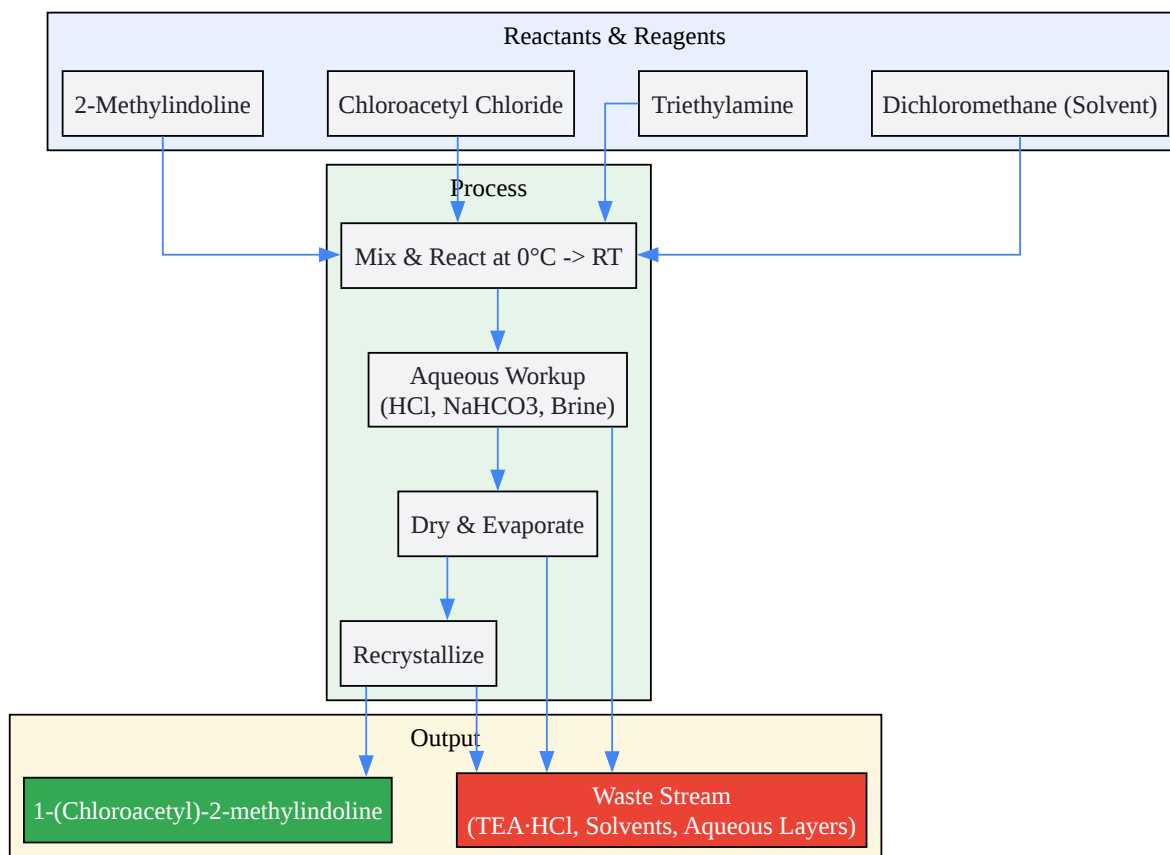 Reactants & Reagents
2-Methylindoline
Chloroacetyl Chloride
Triethylamine
Dichloromethane (Solvent)
Process
Mix & React at 0°C -> RT
Aqueous Workup
(HCl, NaHCO3, Brine)
Dry & Evaporate
Recrystallize
Output
1-(Chloroacetyl)-2-methylindoline
Waste Stream
(TEA·HCl, Solvents, Aqueous Layers)